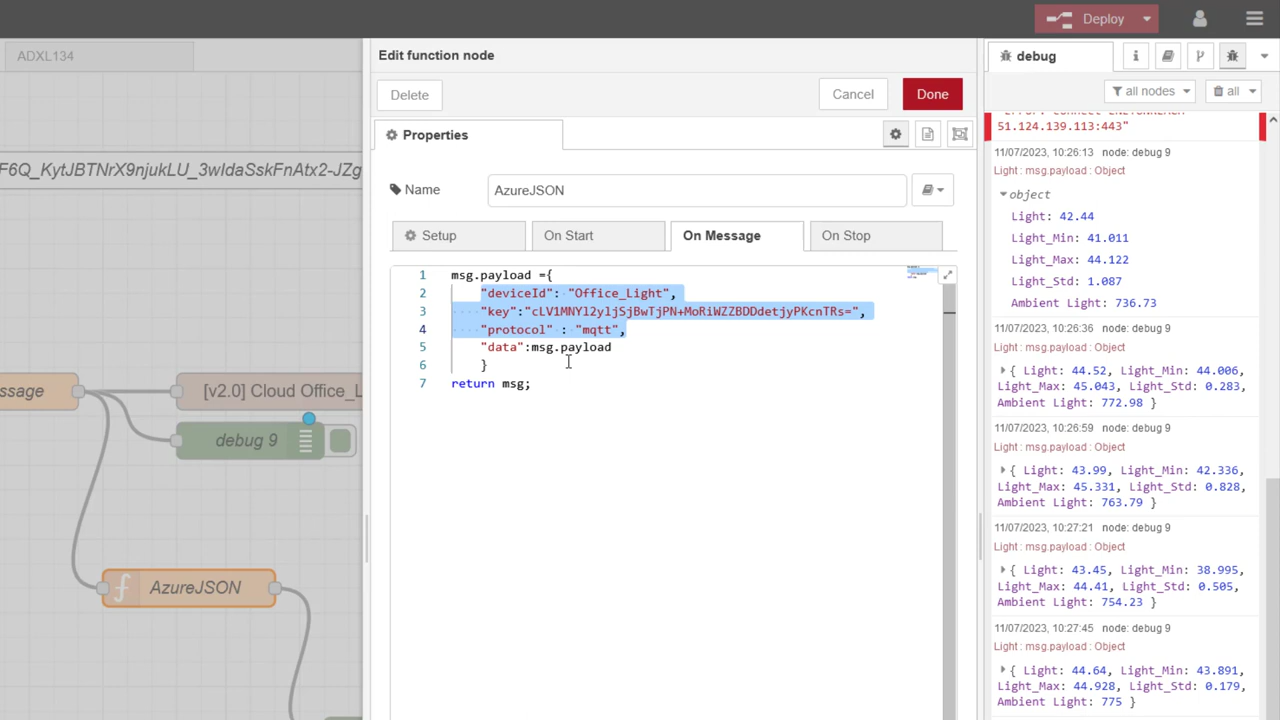 Deploy
ADXL134
Edit function node
debug
Delete
Cancel
Done
all nodes
all
51.124.139.113:443"
Properties
11/07/2023, 10:26:13 node: debug 9
Light : msg.payload : Object
object
Light: 42.44
Light_Min: 41.011
Light_Max: 44.122
Light_Std: 1.087
Ambient Light: 736.73
Name
AzureJSON
Setup
On Start
On Message
On Stop
1 msg.payload ={
2 "deviceId": "Office_Light",
3 "key":"cLV1MNYl2yljSjBwTjPN+MoRiWZZBDDdetjyPKcnTRs=",
4 "protocol" : "mqtt",
5 "data":msg.payload
6 }
7 return msg;
F6Q_KytJBTNrX9njukLU_3wIdaSskFnAtx2-JZg
ssage
[v2.0] Cloud Office_L
debug 9
AzureJSON
11/07/2023, 10:26:36 node: debug 9
Light : msg.payload : Object
{ Light: 44.52, Light_Min: 44.006,
Light_Max: 45.043, Light_Std: 0.283,
Ambient Light: 772.98 }
11/07/2023, 10:26:59 node: debug 9
Light : msg.payload : Object
{ Light: 43.99, Light_Min: 42.336,
Light_Max: 45.331, Light_Std: 0.828,
Ambient Light: 763.79 }
11/07/2023, 10:27:21 node: debug 9
Light : msg.payload : Object
{ Light: 43.45, Light_Min: 38.995,
Light_Max: 44.41, Light_Std: 0.505,
Ambient Light: 754.23 }
11/07/2023, 10:27:45 node: debug 9
Light : msg.payload : Object
{ Light: 44.64, Light_Min: 43.891,
Light_Max: 44.928, Light_Std: 0.179,
Ambient Light: 775 }